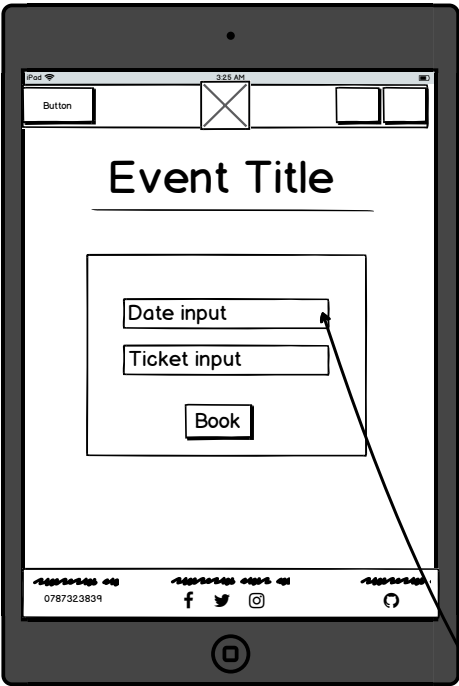 iPad 3:25 AM
Button
Event Title
Date input
Ticket input
Book
0787323839